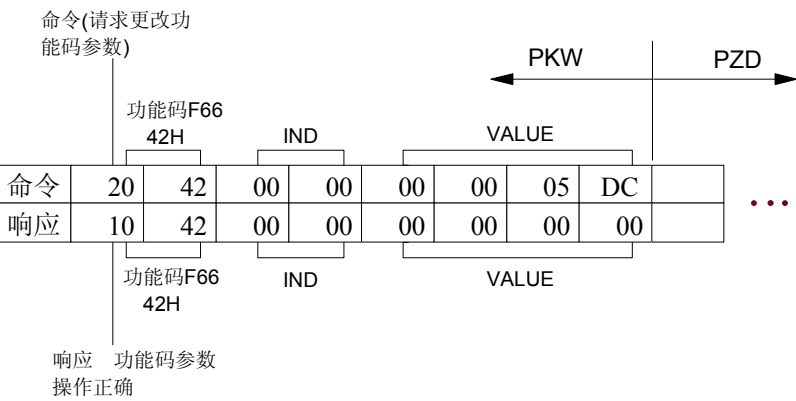 命令(请求更改功
能码参数)
PKW PZD
功能码F66
42H IND VALUE
命令 20 42 00 00 00 00 05 DC
响应 10 42 00 00 00 00 00 00
功能码F66 IND VALUE
42H
响应 功能码参数
操作正确